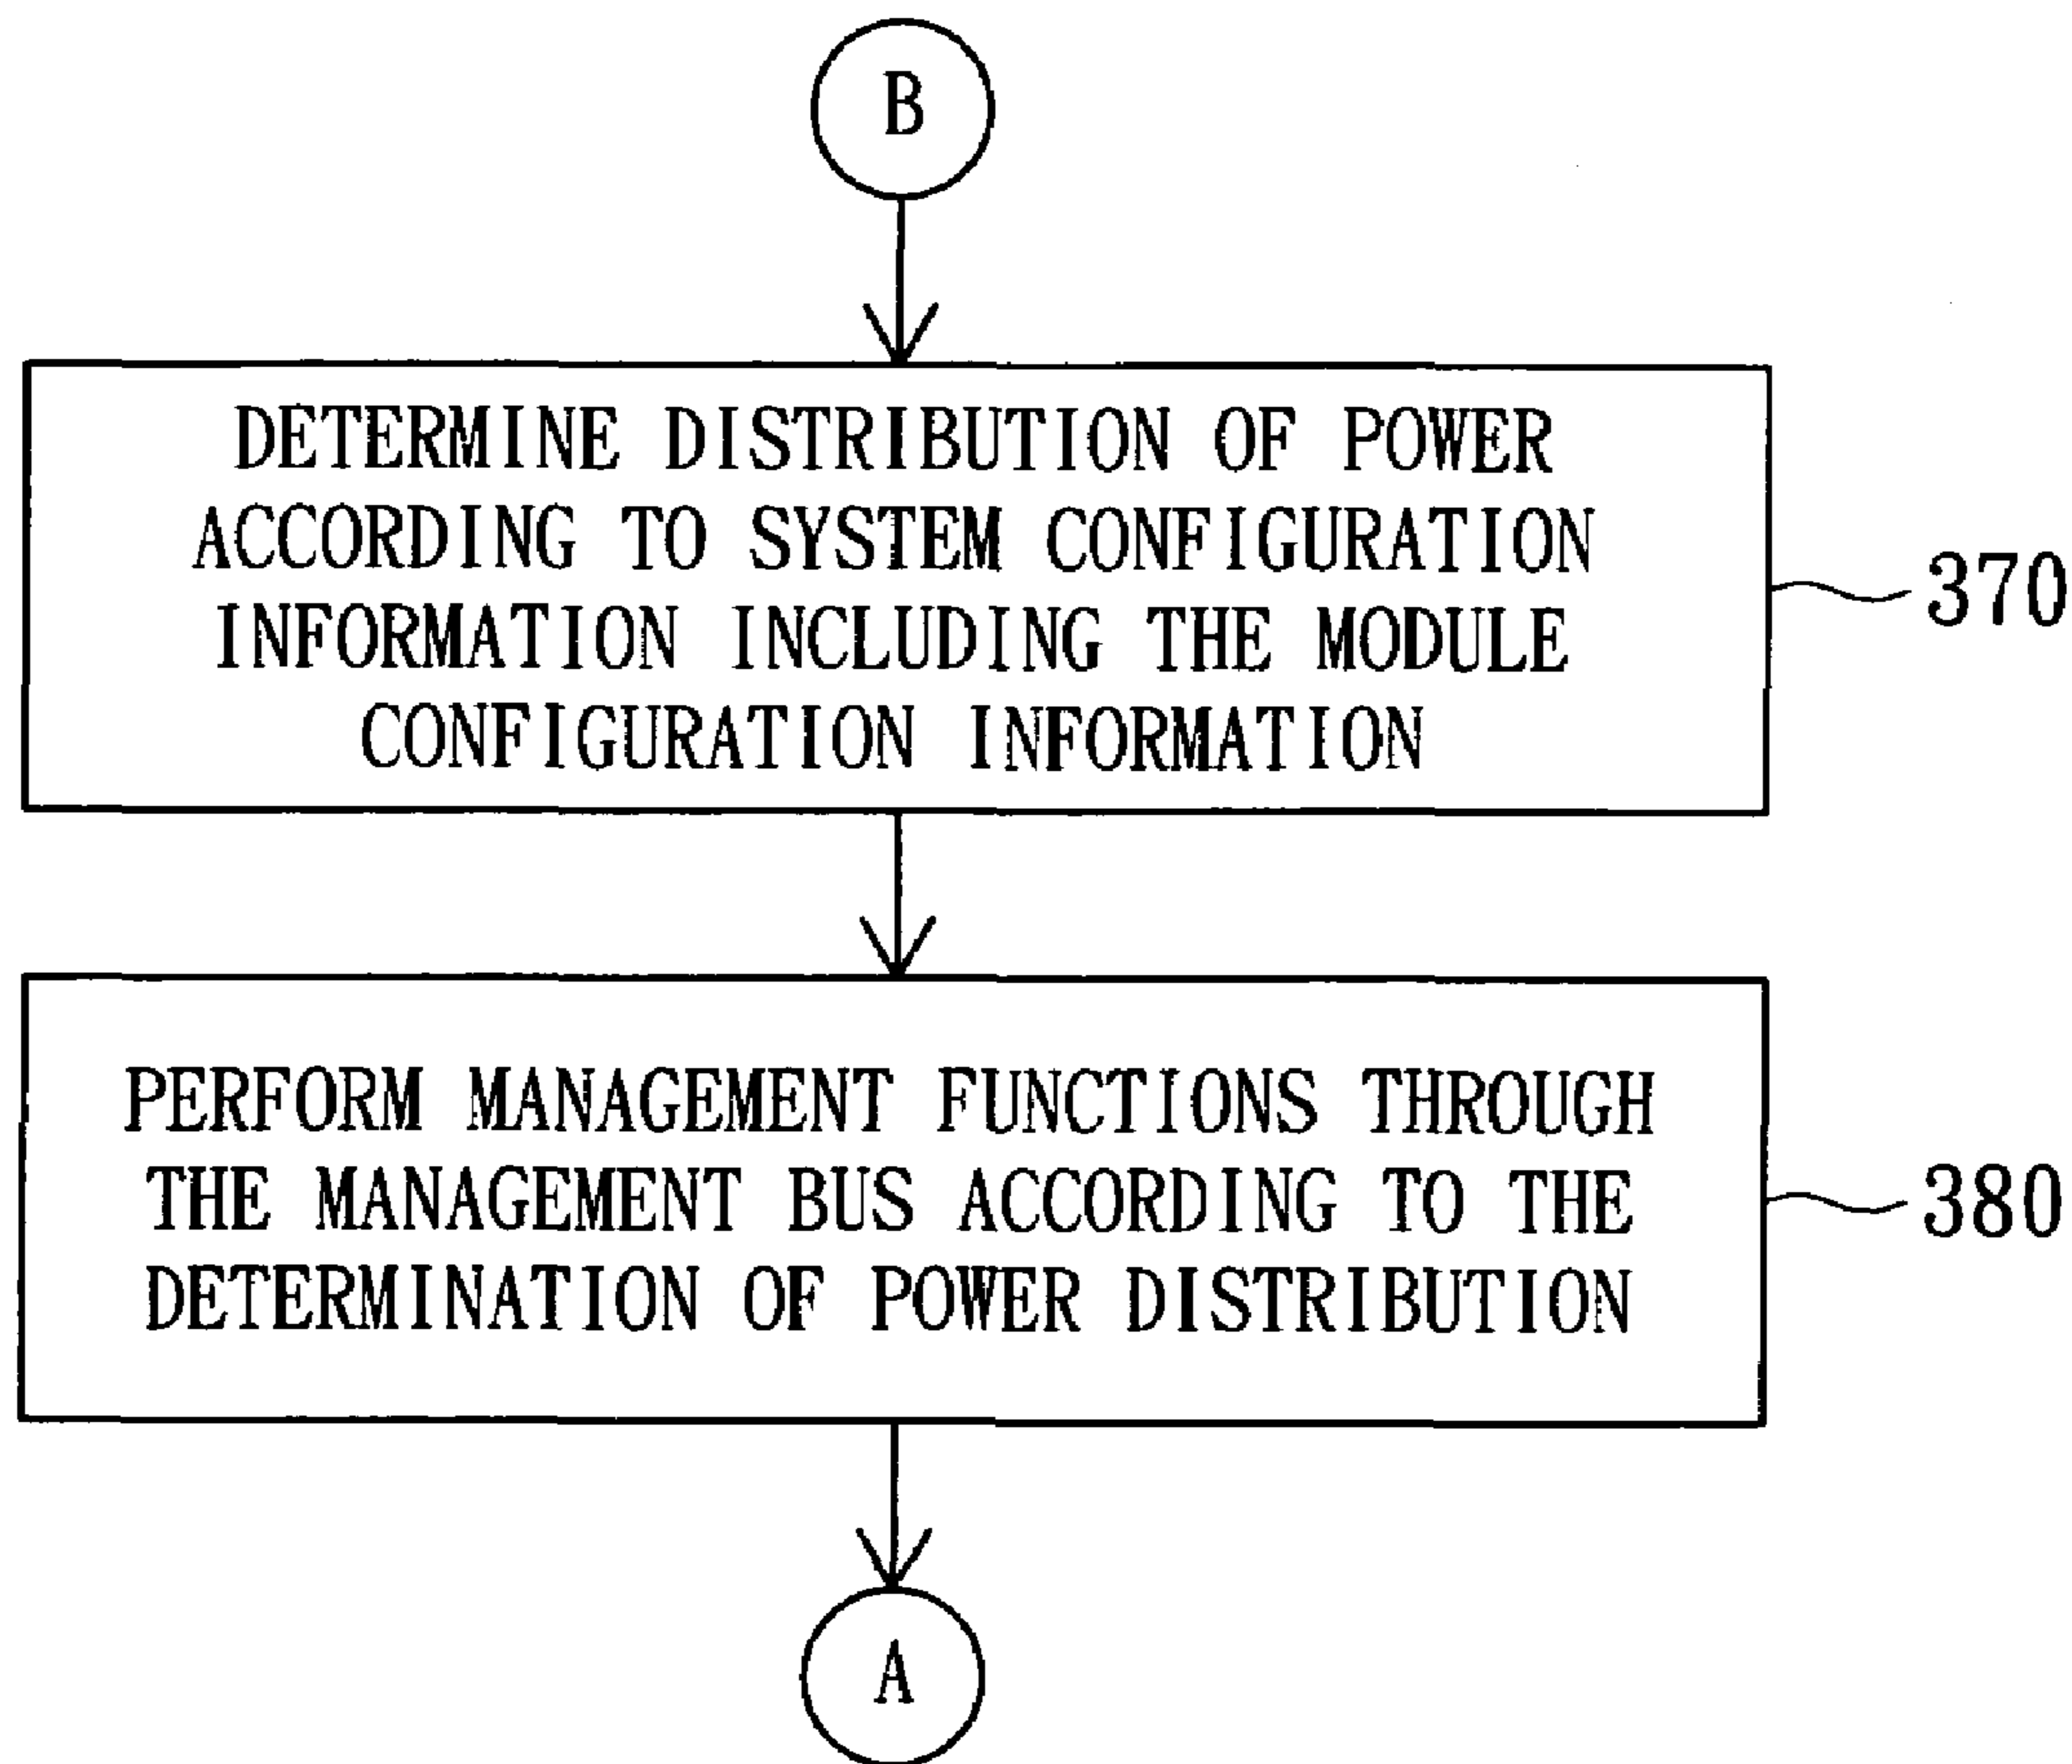 B
DETERMINE DISTRIBUTION OF POWER
ACCORDING TO SYSTEM CONFIGURATION
INFORMATION INCLUDING THE MODULE
CONFIGURATION INFORMATION
370
PERFORM MANAGEMENT FUNCTIONS THROUGH
THE MANAGEMENT BUS ACCORDING TO THE
DETERMINATION OF POWER DISTRIBUTION
380
A